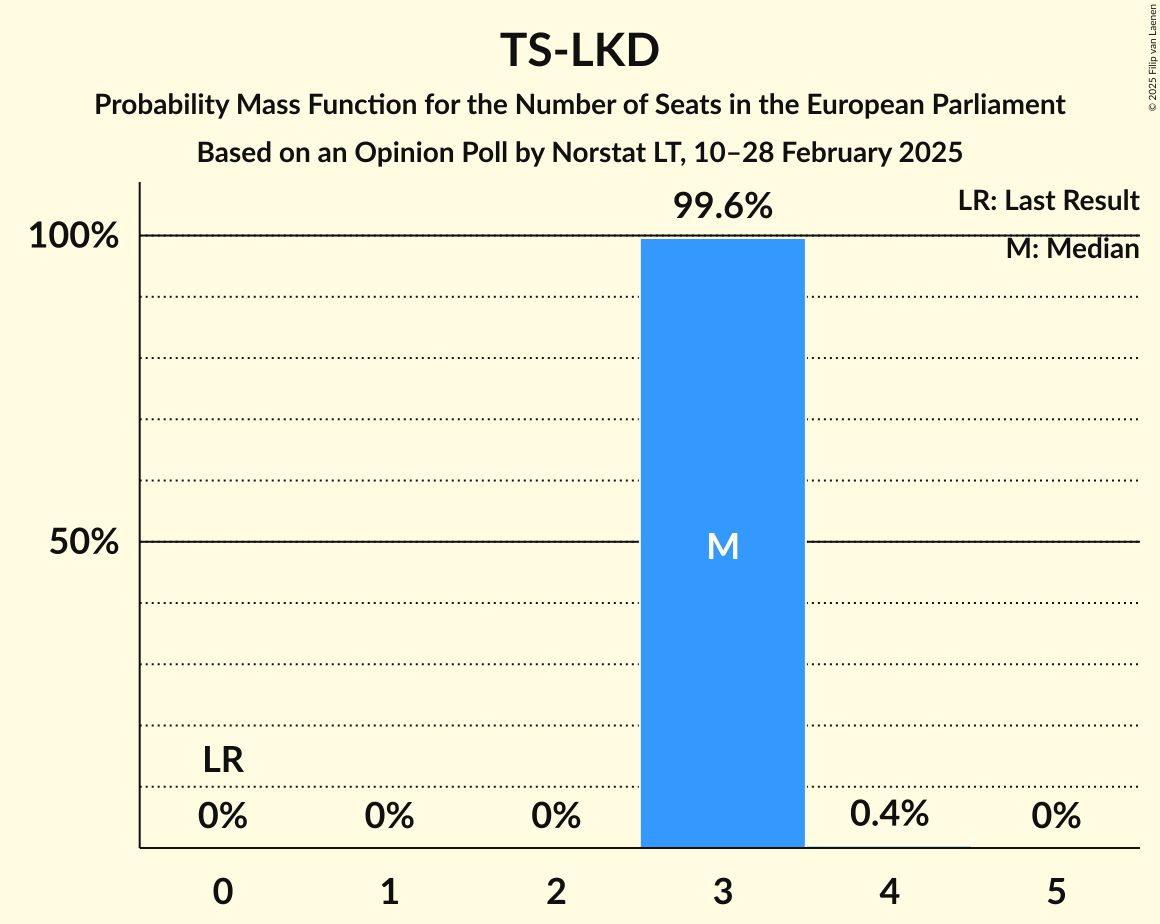 TS-LKD
Probability Mass Function for the Number of Seats in the European Parliament
Based on an Opinion Poll by Norstat LT, 10–28 February 2025
© 2025 Filip van Laenen
LR: Last Result
M: Median
99.6%
100%
50%
M
LR
0%
0%
0%
0.4%
0%
0
1
2
3
4
5